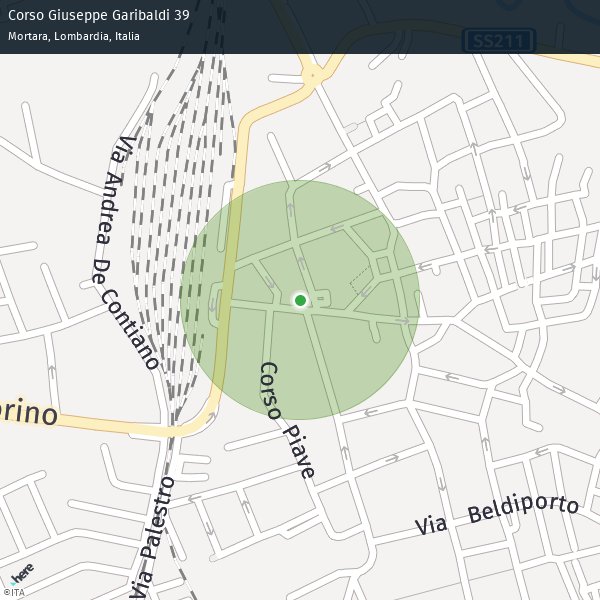 Corso Giuseppe Garibaldi 39
Mortara, Lombardia, Italia
SS211
Via Andrea De Contiano
orino
Corso Piave
Via Palestro
Via Beldiporto
here
©ITA